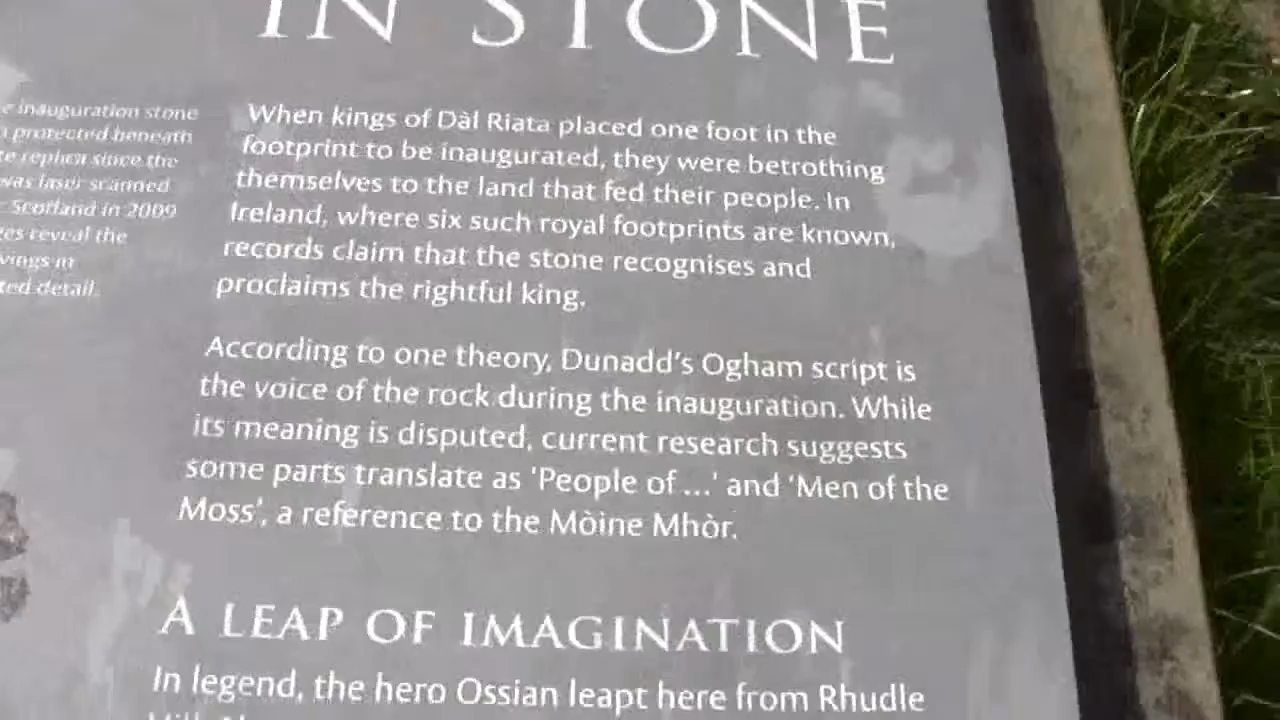 IN STONE
inauguration stone
protected beneath
replica since the
was laser scanned
Scotland in 2009
reveal the
in
detail.
When kings of Dàl Riata placed one foot in the
footprint to be inaugurated, they were betrothing
themselves to the land that fed their people. In
Ireland, where six such royal footprints are known,
records claim that the stone recognises and
proclaims the rightful king.
According to one theory, Dunadd's Ogham script is
the voice of the rock during the inauguration. While
its meaning is disputed, current research suggests
some parts translate as 'People of ...' and 'Men of the
Moss', a reference to the Mòine Mhòr.
A LEAP OF IMAGINATION
In legend, the hero Ossian leapt here from Rhudle